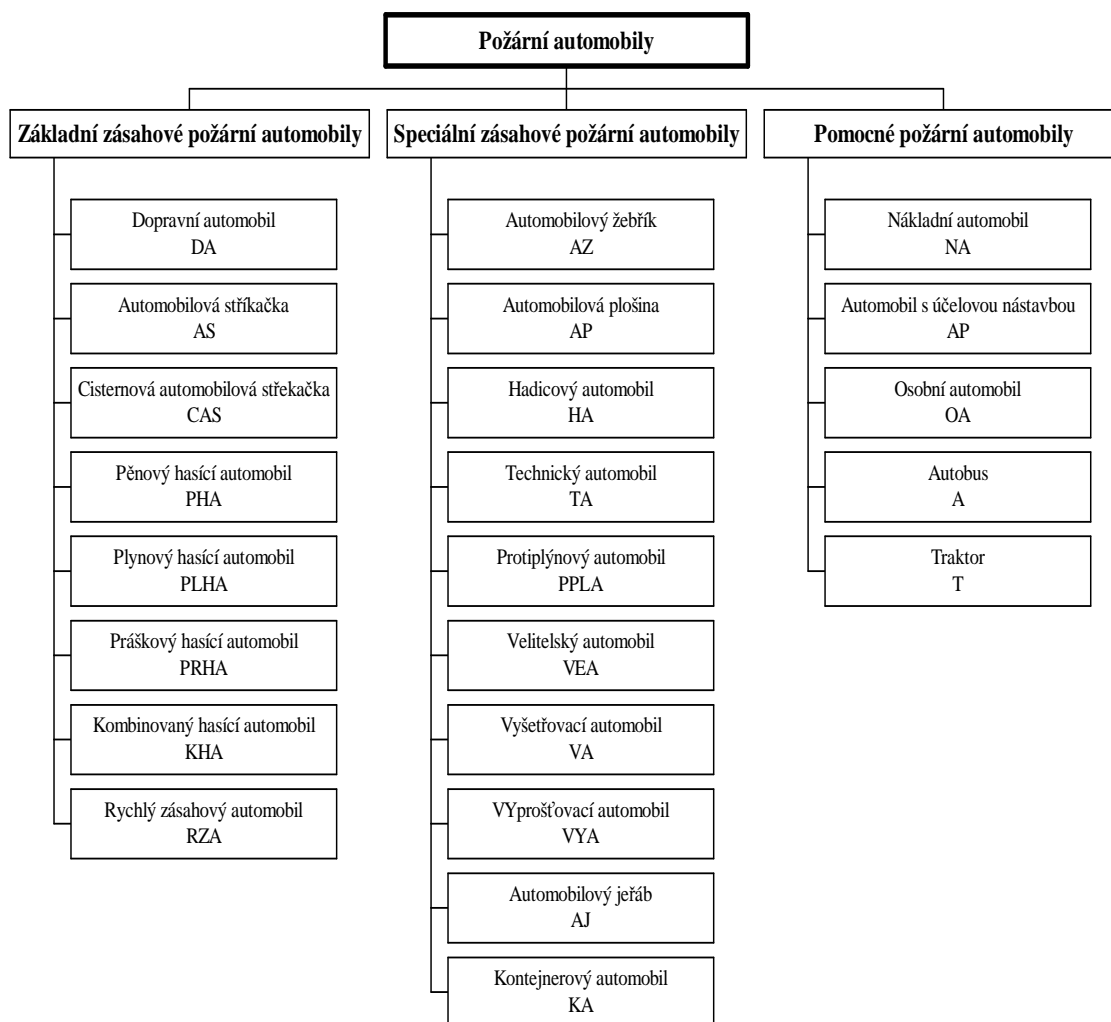 Požární automobily
Základní zásahové požární automobily
Dopravní automobil
DA
Automobilová stříkačka
AS
Cisternová automobilová střekačka
CAS
Pěnový hasící automobil
PHA
Plynový hasící automobil
PLHA
Práškový hasící automobil
PRHA
Kombinovaný hasící automobil
KHA
Rychlý zásahový automobil
RZA
Speciální zásahové požární automobily
Automobilový žebřík
AZ
Automobilová plošina
AP
Hadicový automobil
HA
Technický automobil
TA
Protiplýnový automobil
PPLA
Velitelský automobil
VEA
Vyšetřovací automobil
VA
VYprošťovací automobil
VYA
Automobilový jeřáb
AJ
Kontejnerový automobil
KA
Pomocné požární automobily
Nákladní automobil
NA
Automobil s účelovou nástavbou
AP
Osobní automobil
OA
Autobus
A
Traktor
T